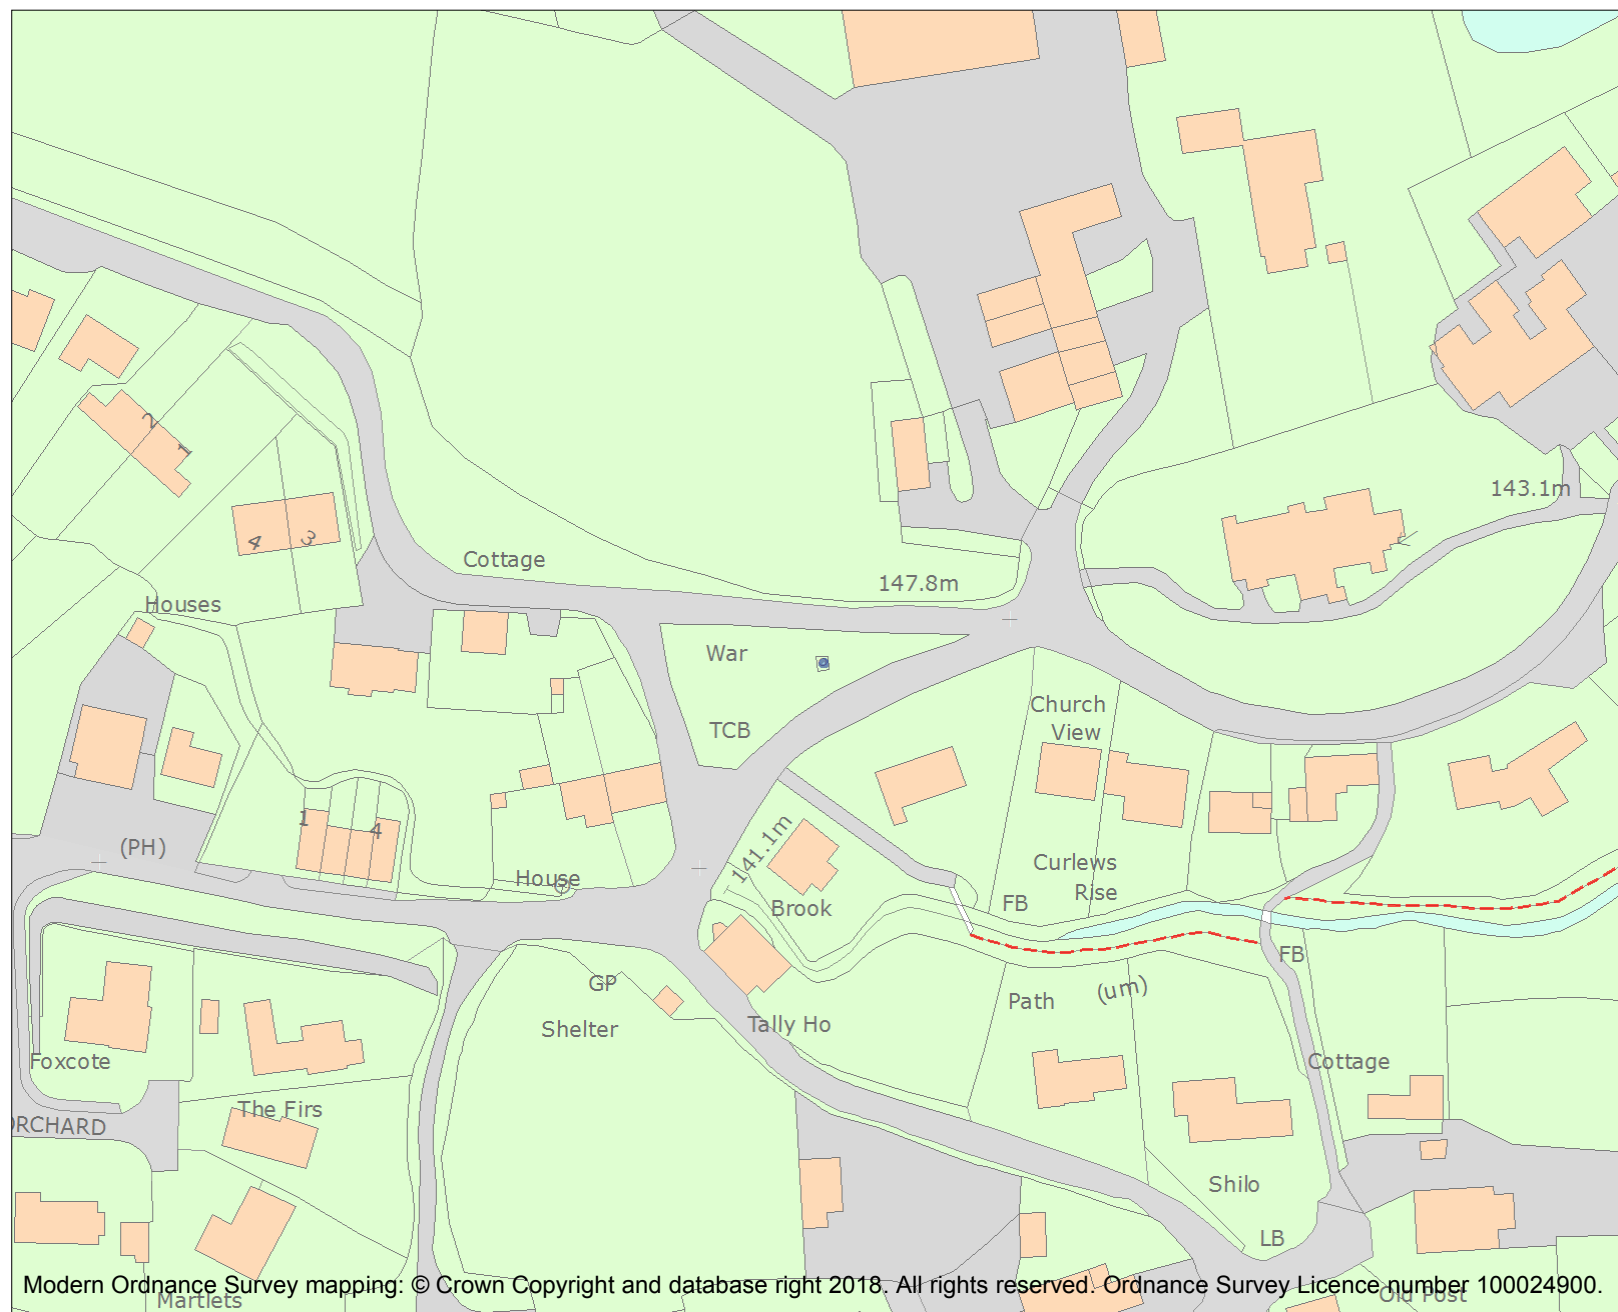 143.1m
2
1
4
3
Cottage
147.8m
Houses
War
TCB
Church
View
1
4
(PH)
141.1m
Curlews
Rise
House
Brook
FB
FB
GP
Path
(um)
Shelter
Tally Ho
Foxcote
Cottage
The Firs
ORCHARD
Shilo
LB
Modern Ordnance Survey mapping: © Crown Copyright and database right 2018. All rights reserved. Ordnance Survey Licence number 100024900.
Martlets
Old Post